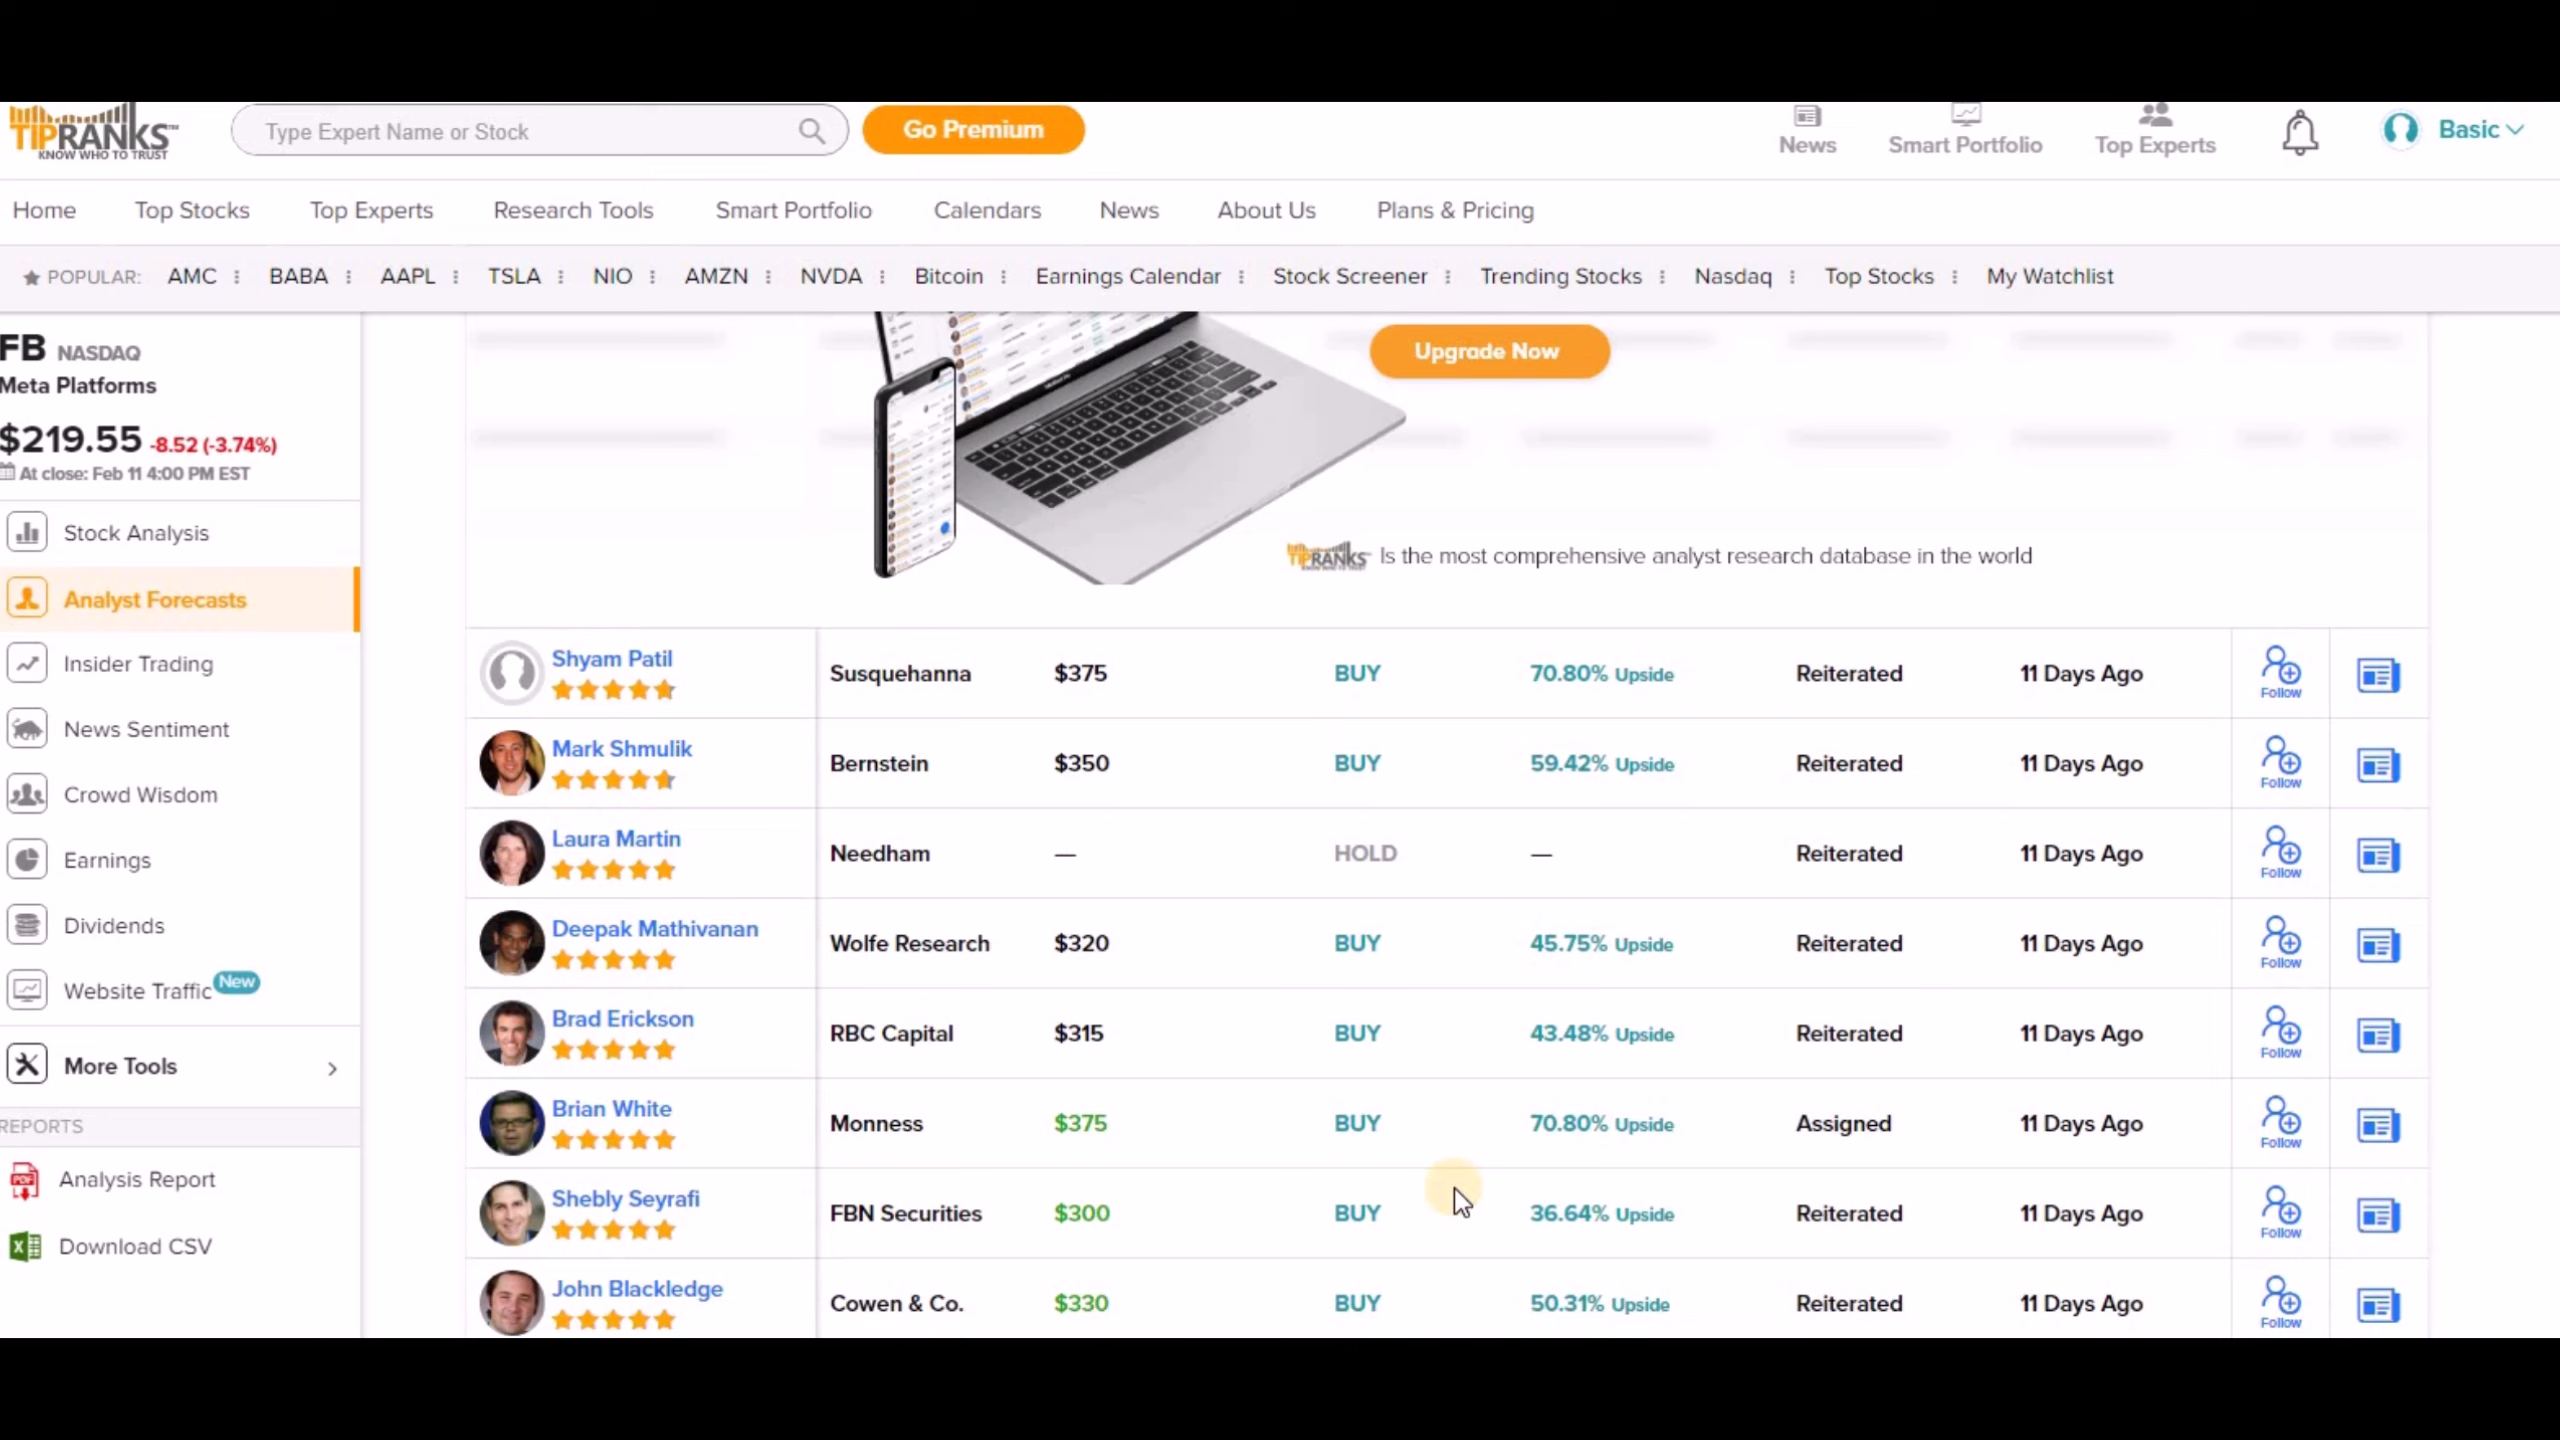 TIPRANKS™
KNOW WHO TO TRUST
Type Expert Name or Stock
Go Premium
News
Smart Portfolio
Top Experts
Basic
Home Top Stocks Top Experts Research Tools Smart Portfolio Calendars News About Us Plans & Pricing
POPULAR: AMC BABA AAPL TSLA NIO AMZN NVDA Bitcoin Earnings Calendar Stock Screener Trending Stocks Nasdaq Top Stocks My Watchlist
FB NASDAQ
Meta Platforms
$219.55 -8.52 (-3.74%)
At close: Feb 11 4:00 PM EST
Stock Analysis
Analyst Forecasts
Insider Trading
News Sentiment
Crowd Wisdom
Earnings
Dividends
Website Traffic New
More Tools
REPORTS
Analysis Report
Download CSV
Upgrade Now
TIPRANKS Is the most comprehensive analyst research database in the world
Shyam Patil Susquehanna $375 BUY 70.80% Upside Reiterated 11 Days Ago Follow
Mark Shmulik Bernstein $350 BUY 59.42% Upside Reiterated 11 Days Ago Follow
Laura Martin Needham — HOLD — Reiterated 11 Days Ago Follow
Deepak Mathivanan Wolfe Research $320 BUY 45.75% Upside Reiterated 11 Days Ago Follow
Brad Erickson RBC Capital $315 BUY 43.48% Upside Reiterated 11 Days Ago Follow
Brian White Monness $375 BUY 70.80% Upside Assigned 11 Days Ago Follow
Shebly Seyrafi FBN Securities $300 BUY 36.64% Upside Reiterated 11 Days Ago Follow
John Blackledge Cowen & Co. $330 BUY 50.31% Upside Reiterated 11 Days Ago Follow